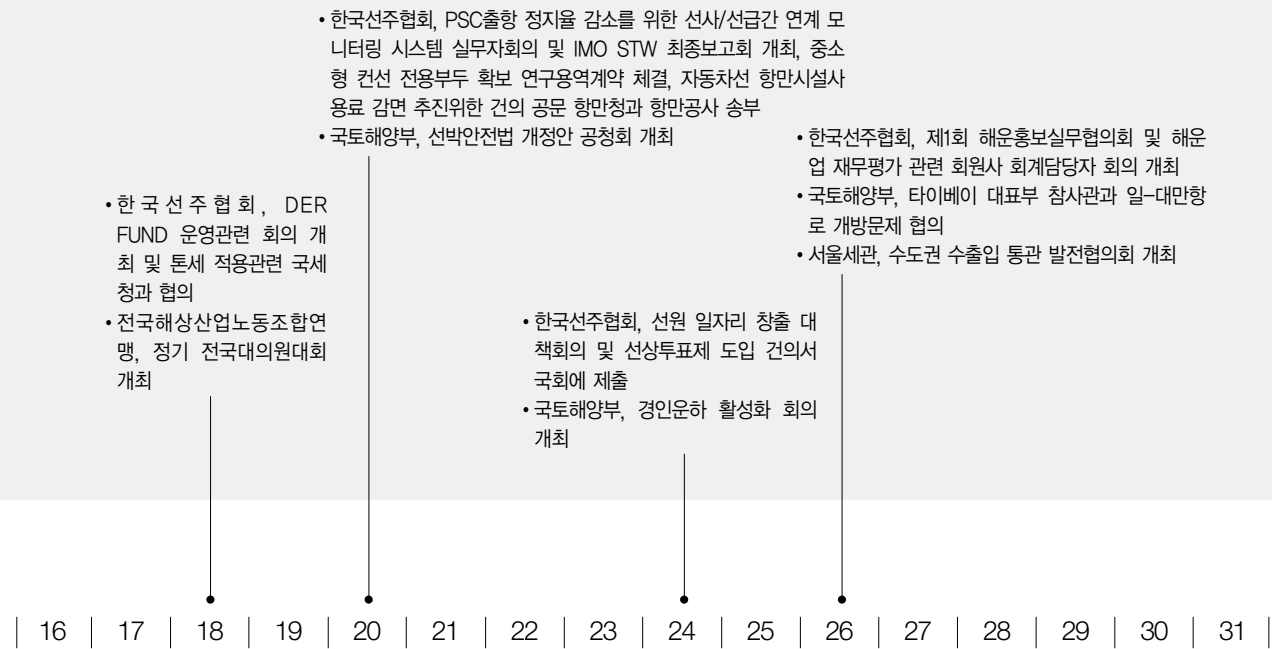 • 한국선주협회, PSC출항 정지율 감소를 위한 선사/선급간 연계 모
니터링 시스템 실무자회의 및 IMO STW 최종보고회 개최, 중소
형 컨선 전용부두 확보 연구용역계약 체결, 자동차선 항만시설사
용료 감면 추진위한 건의 공문 항만청과 항만공사 송부
• 국토해양부, 선박안전법 개정안 공청회 개최
• 한국선주협회, 제1회 해운홍보실무협의회 및 해운
업 재무평가 관련 회원사 회계담당자 회의 개최
• 국토해양부, 타이베이 대표부 참사관과 일-대만항
로 개방문제 협의
• 서울세관, 수도권 수출입 통관 발전협의회 개최
• 한국선주협회, DER
FUND 운영관련 회의 개
최 및 톤세 적용관련 국세
청과 협의
• 전국해상산업노동조합연
맹, 정기 전국대의원대회
개최
• 한국선주협회, 선원 일자리 창출 대
책회의 및 선상투표제 도입 건의서
국회에 제출
• 국토해양부, 경인운하 활성화 회의
개최
16 17 18 19 20 21 22 23 24 25 26 27 28 29 30 31